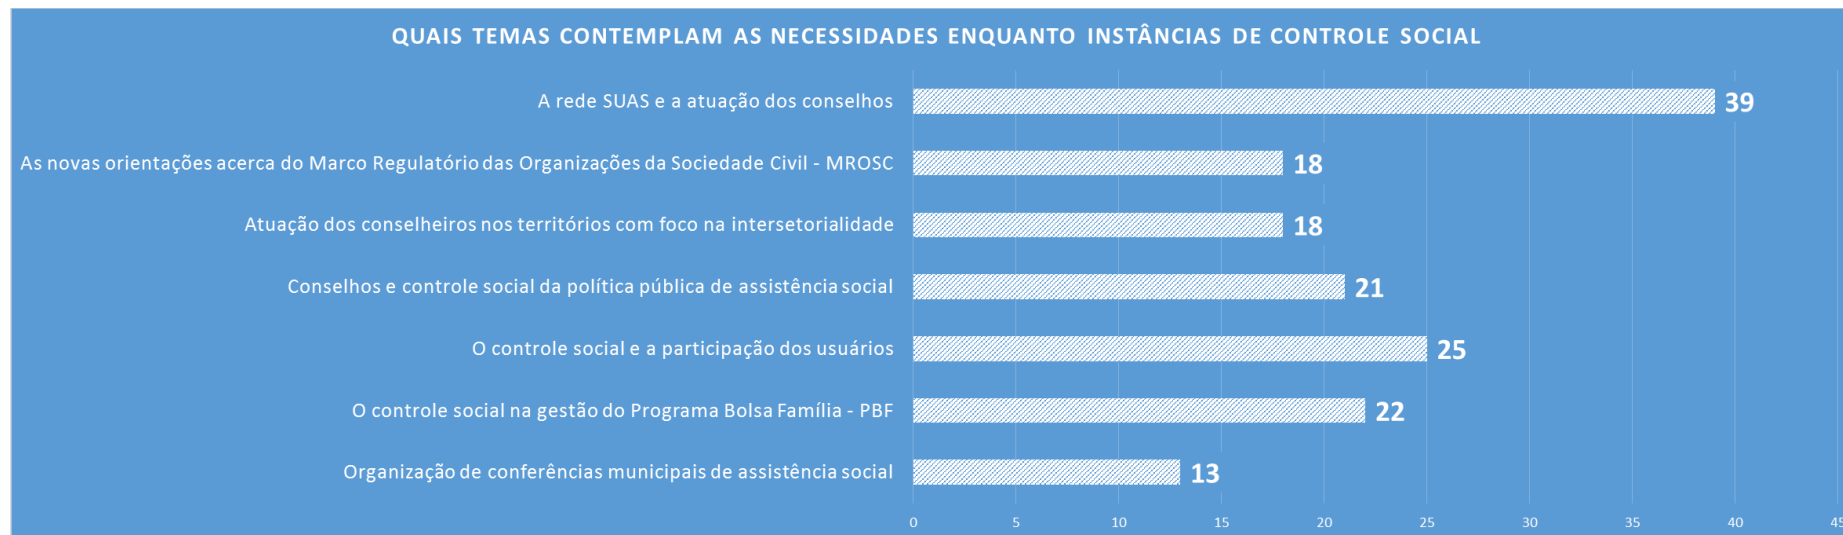 QUAIS TEMAS CONTEMPLAM AS NECESSIDADES ENQUANTO INSTÂNCIAS DE CONTROLE SOCIAL
A rede SUAS e a atuação dos conselhos 39
As novas orientações acerca do Marco Regulatório das Organizações da Sociedade Civil - MROSC 18
Atuação dos conselheiros nos territórios com foco na intersetorialidade 18
Conselhos e controle social da política pública de assistência social 21
O controle social e a participação dos usuários 25
O controle social na gestão do Programa Bolsa Família - PBF 22
Organização de conferências municipais de assistência social 13
0 5 10 15 20 25 30 35 40 45